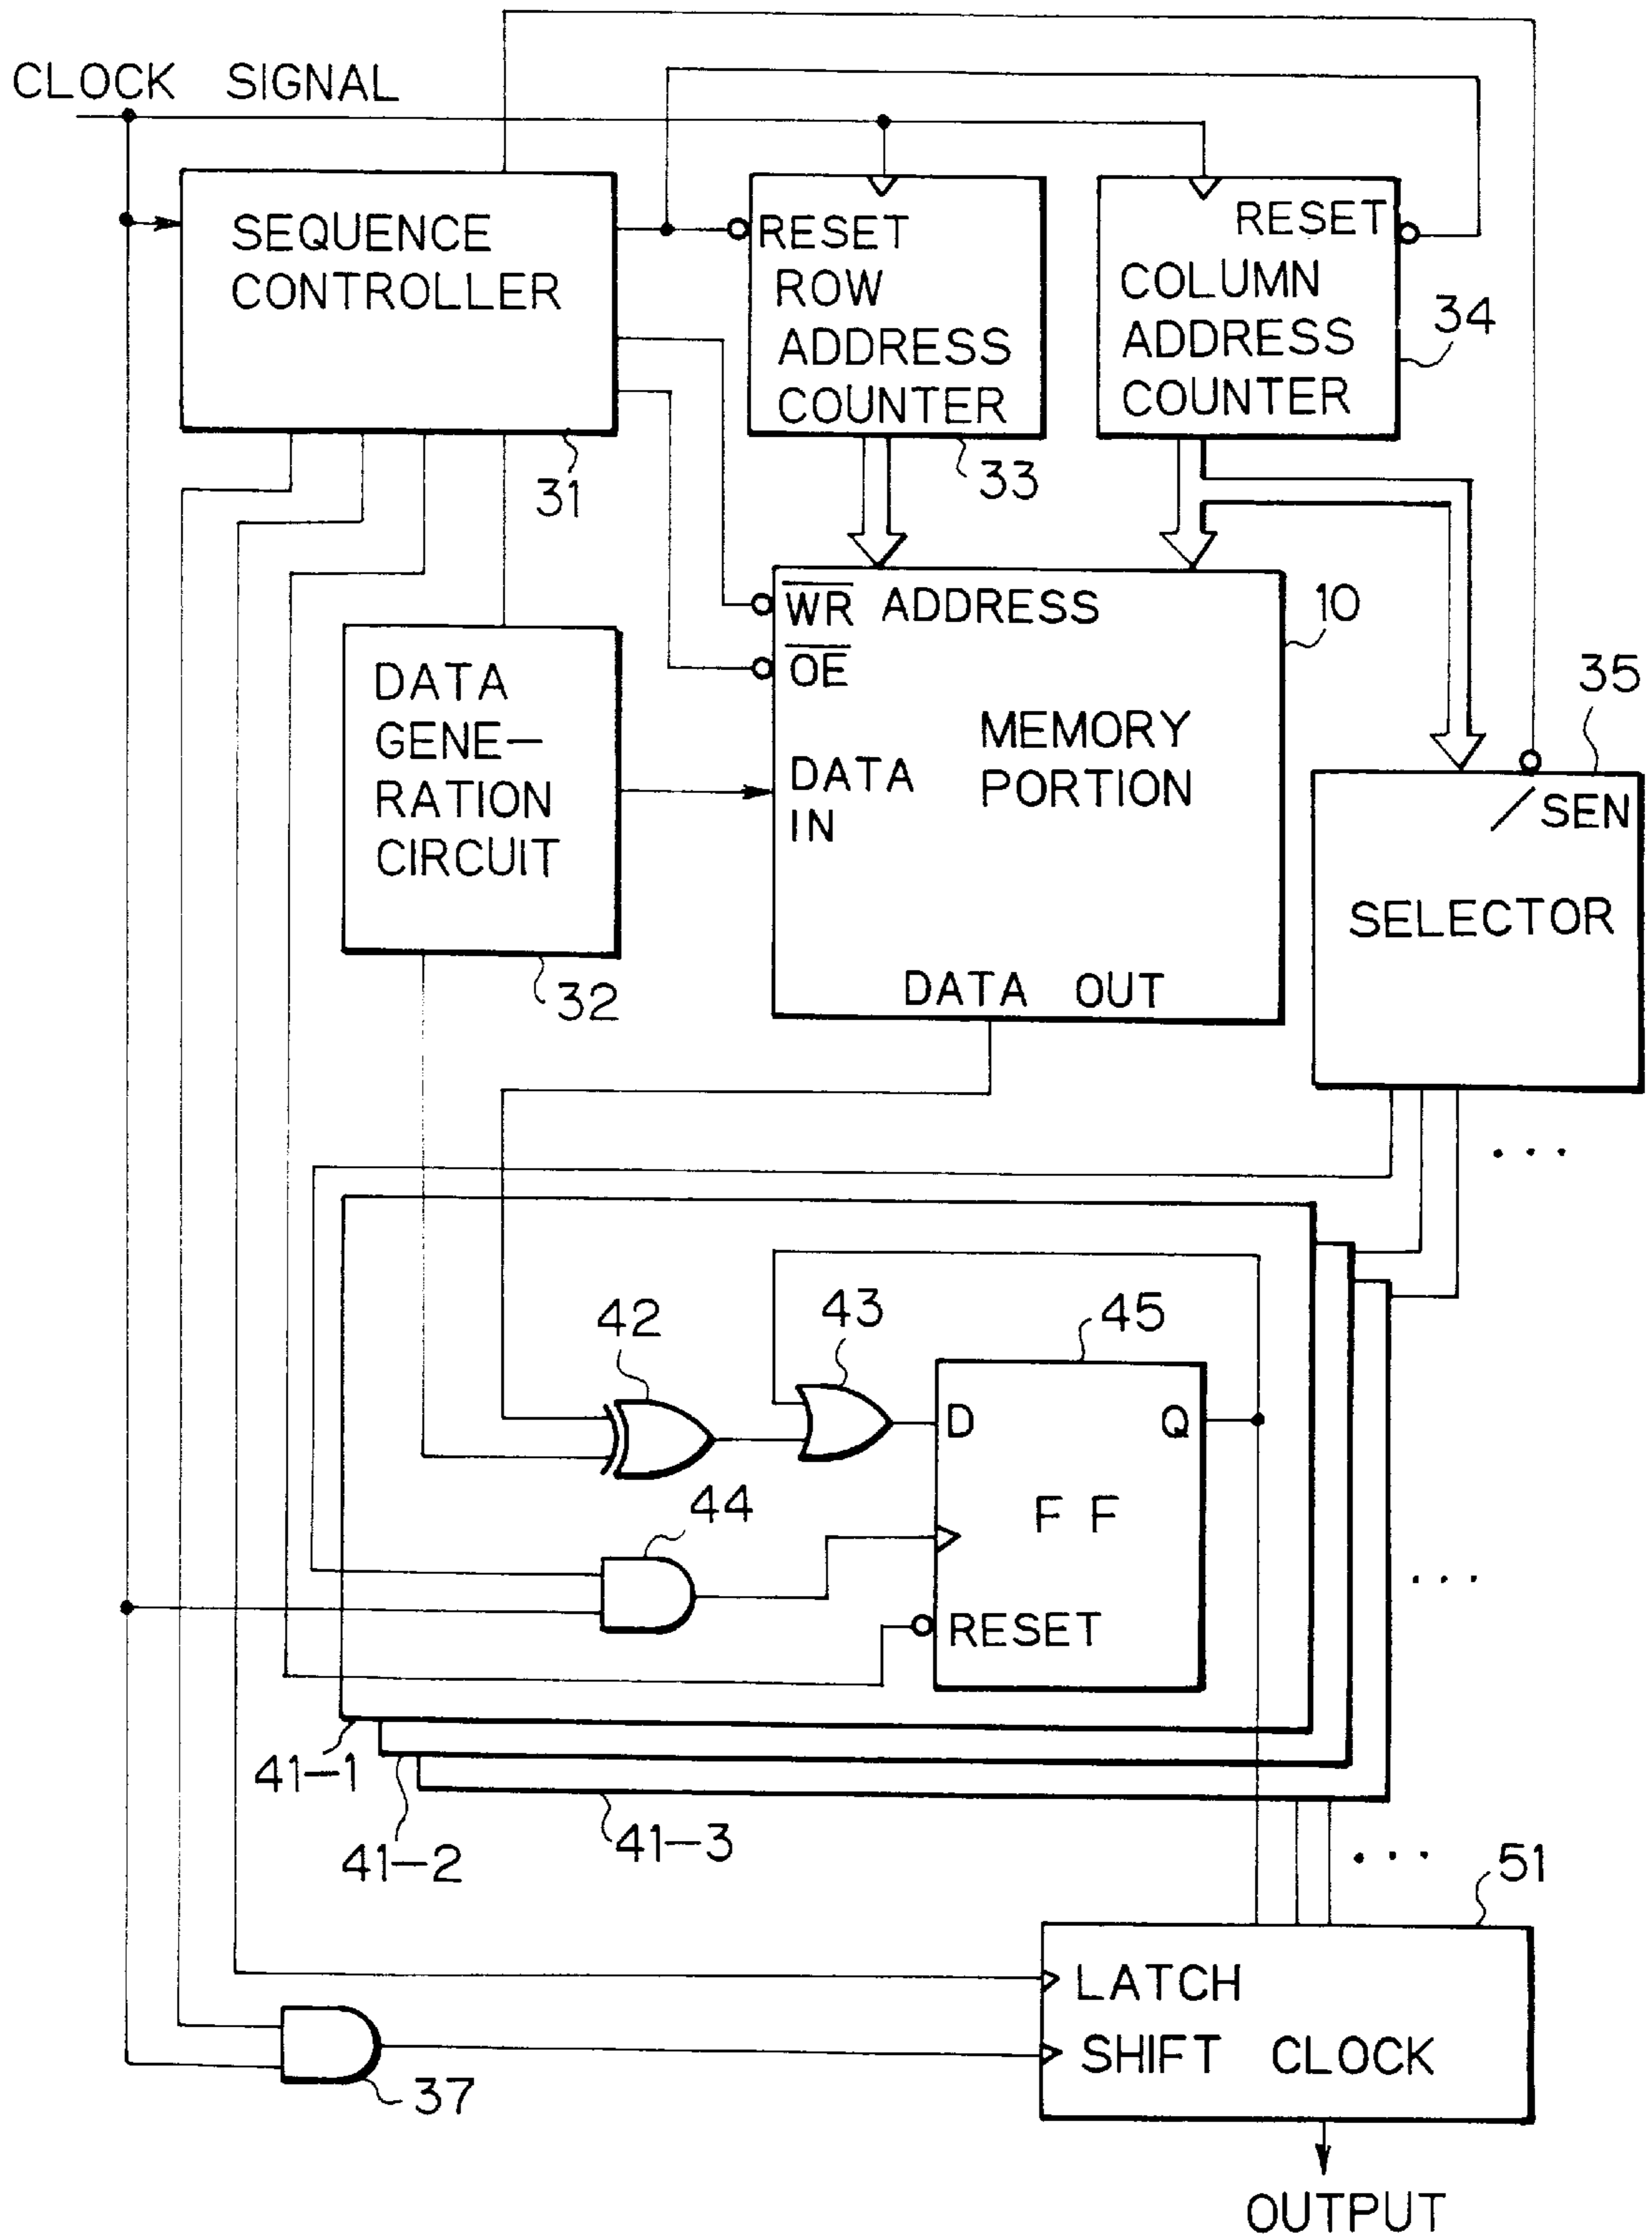 CLOCK SIGNAL
SEQUENCE
CONTROLLER
31
RESET
ROW
ADDRESS
COUNTER
33
RESET
COLUMN
ADDRESS
COUNTER
34
WR ADDRESS
OE
MEMORY
PORTION
DATA
IN
DATA OUT
10
DATA
GENE-
RATION
CIRCUIT
32
35
/SEN
SELECTOR
...
42
43
45
D Q
F F
44
RESET
...
41-1
41-2
41-3
...
51
LATCH
SHIFT CLOCK
37
OUTPUT